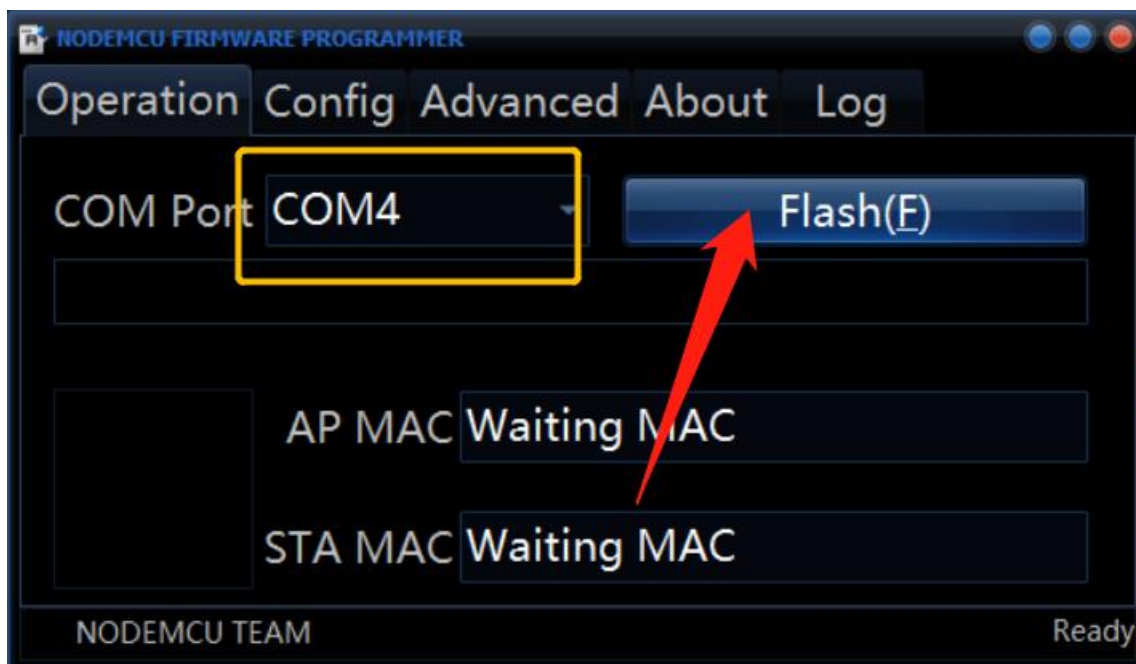 NODEMCU FIRMWARE PROGRAMMER
Operation Config Advanced About Log
COM Port COM4 Flash(F)
AP MAC Waiting MAC
STA MAC Waiting MAC
NODEMCU TEAM Ready